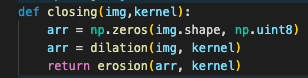 def closing(img,kernel):
    arr = np.zeros(img.shape, np.uint8)
    arr = dilation(img, kernel)
    return erosion(arr, kernel)